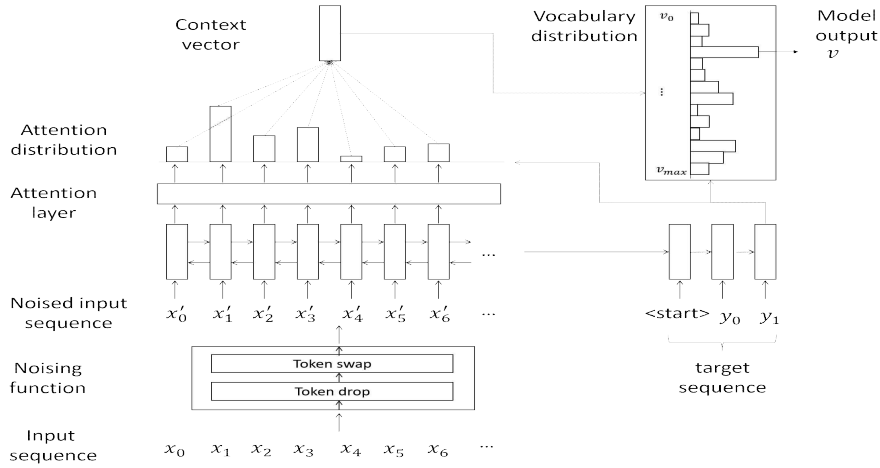 Context
vector
Vocabulary
distribution
v₀
...
v_max
Model
output
v
Attention
distribution
Attention
layer
...
Noised input
sequence
x′₀ x′₁ x′₂ x′₃ x′₄ x′₅ x′₆ ...
<start> y₀ y₁
target
sequence
Noising
function
Token swap
Token drop
Input
sequence
x₀ x₁ x₂ x₃ x₄ x₅ x₆ ...